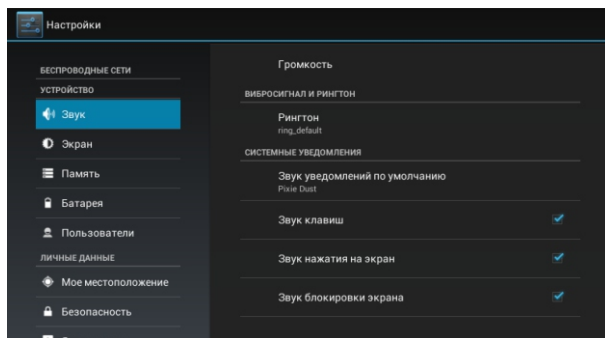 Настройки
БЕСПРОВОДНЫЕ СЕТИ
УСТРОЙСТВО
Звук
Экран
Память
Батарея
Пользователи
ЛИЧНЫЕ ДАННЫЕ
Мое местоположение
Безопасность
Громкость
ВИБРОСИГНАЛ И РИНГТОН
Рингтон
ring_default
СИСТЕМНЫЕ УВЕДОМЛЕНИЯ
Звук уведомлений по умолчанию
Pixie Dust
Звук клавиш
Звук нажатия на экран
Звук блокировки экрана